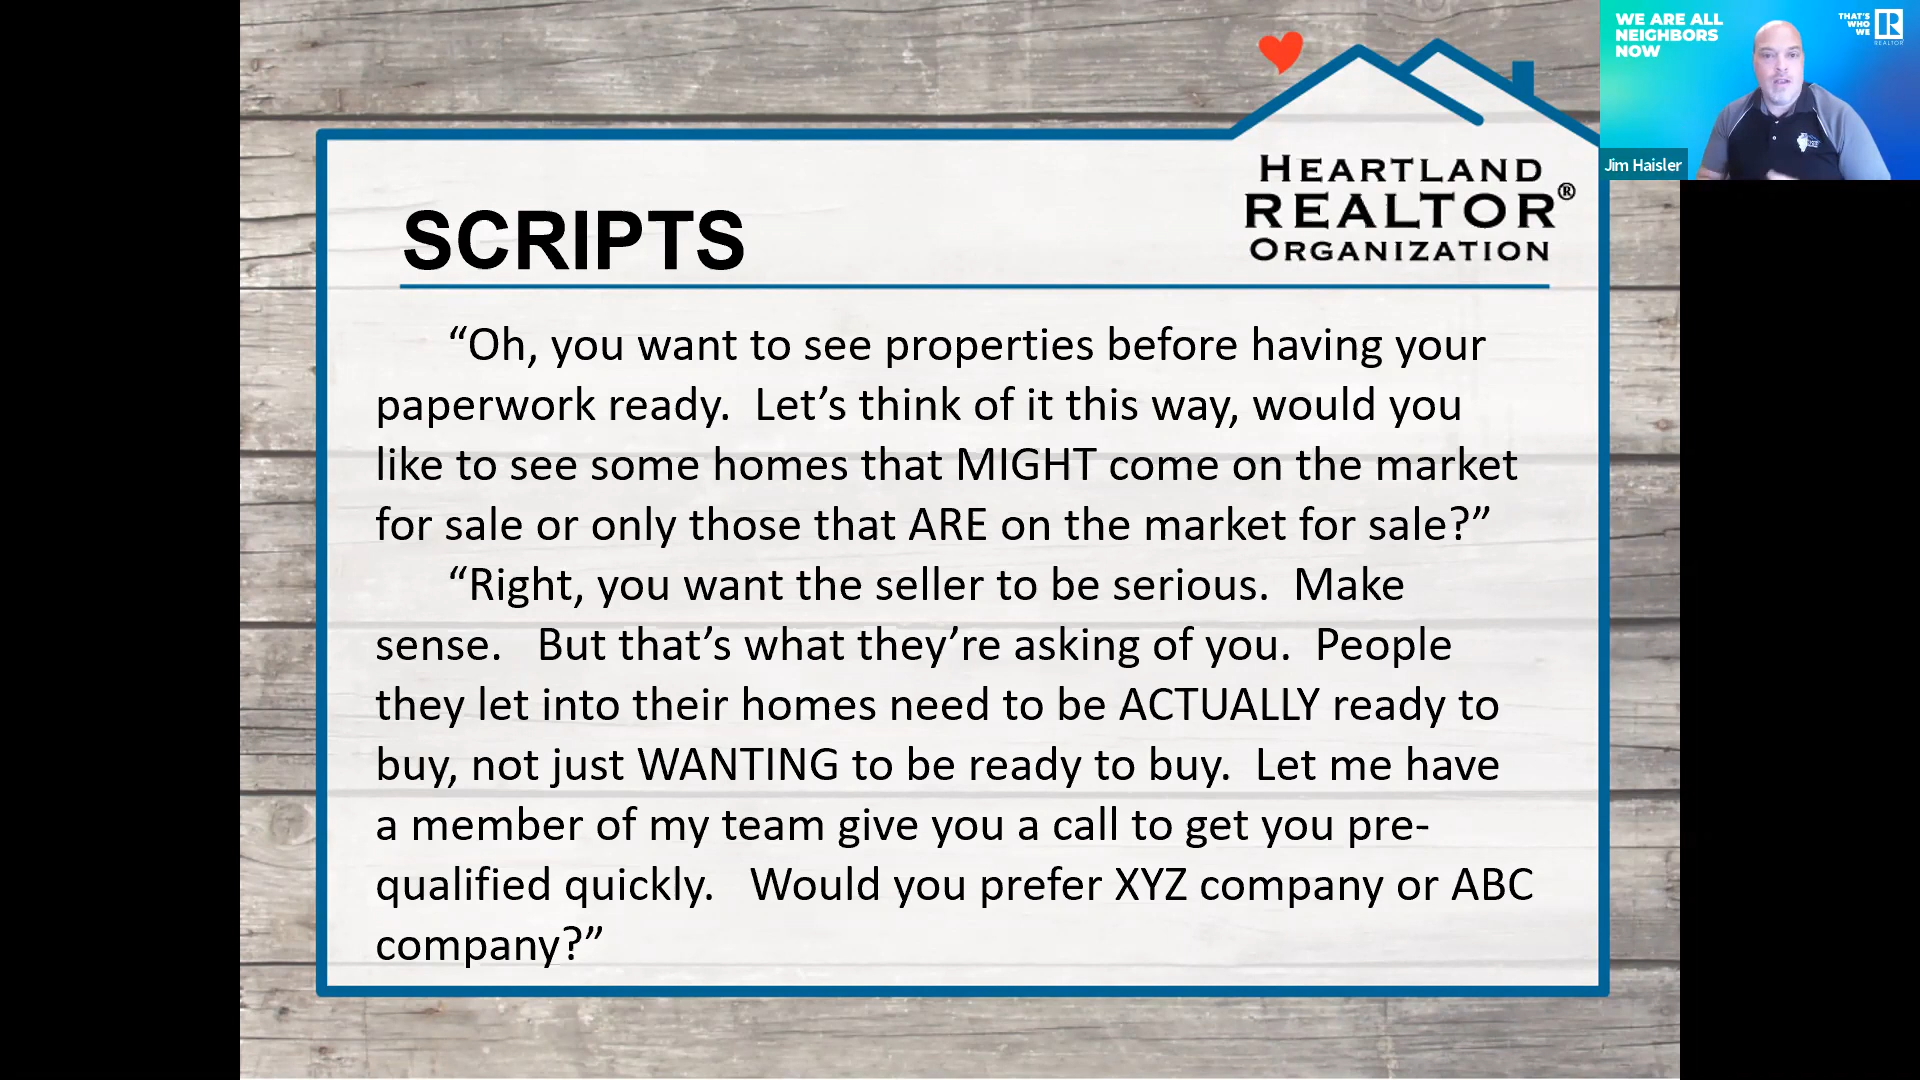 WE ARE ALL
NEIGHBORS
NOW
THAT'S
WHO
WE
R
REALTOR
Jim Haisler
HEARTLAND
REALTOR®
ORGANIZATION
SCRIPTS
“Oh, you want to see properties before having your
paperwork ready.  Let’s think of it this way, would you
like to see some homes that MIGHT come on the market
for sale or only those that ARE on the market for sale?”
“Right, you want the seller to be serious.  Make
sense.   But that’s what they’re asking of you.  People
they let into their homes need to be ACTUALLY ready to
buy, not just WANTING to be ready to buy.  Let me have
a member of my team give you a call to get you pre-
qualified quickly.   Would you prefer XYZ company or ABC
company?”